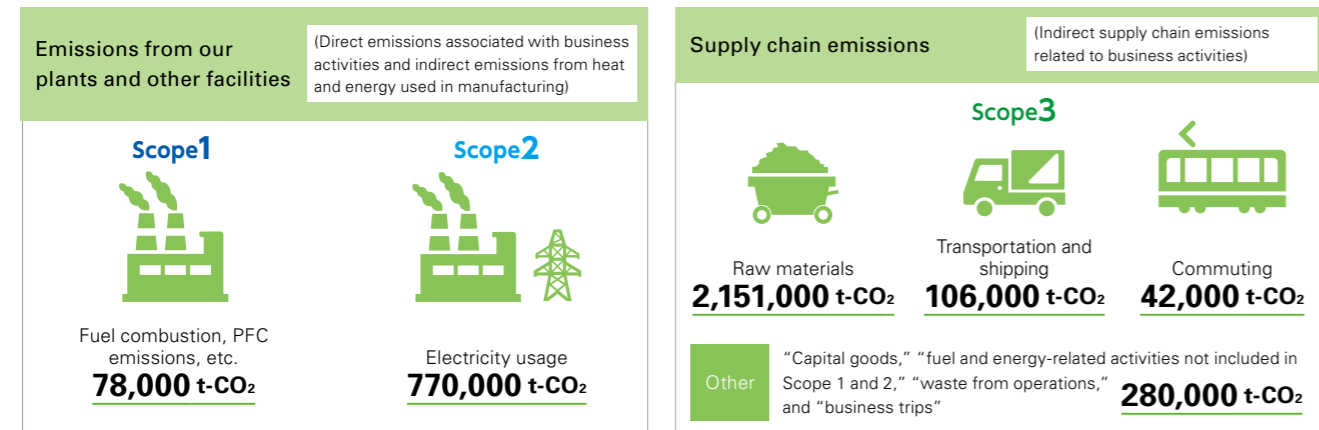 Emissions from our
plants and other facilities
(Direct emissions associated with business
activities and indirect emissions from heat
and energy used in manufacturing)
Scope1
Fuel combustion, PFC
emissions, etc.
78,000 t-CO₂
Scope2
Electricity usage
770,000 t-CO₂
Supply chain emissions
(Indirect supply chain emissions
related to business activities)
Scope3
Raw materials
2,151,000 t-CO₂
Transportation and
shipping
106,000 t-CO₂
Commuting
42,000 t-CO₂
Other
“Capital goods,” “fuel and energy-related activities not included in
Scope 1 and 2,” “waste from operations,”
and “business trips”
280,000 t-CO₂